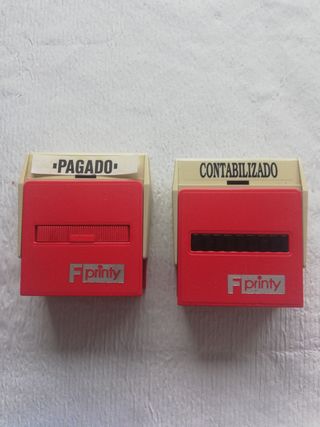 "PAGADO"
CONTABILIZADO
F printy
F printy